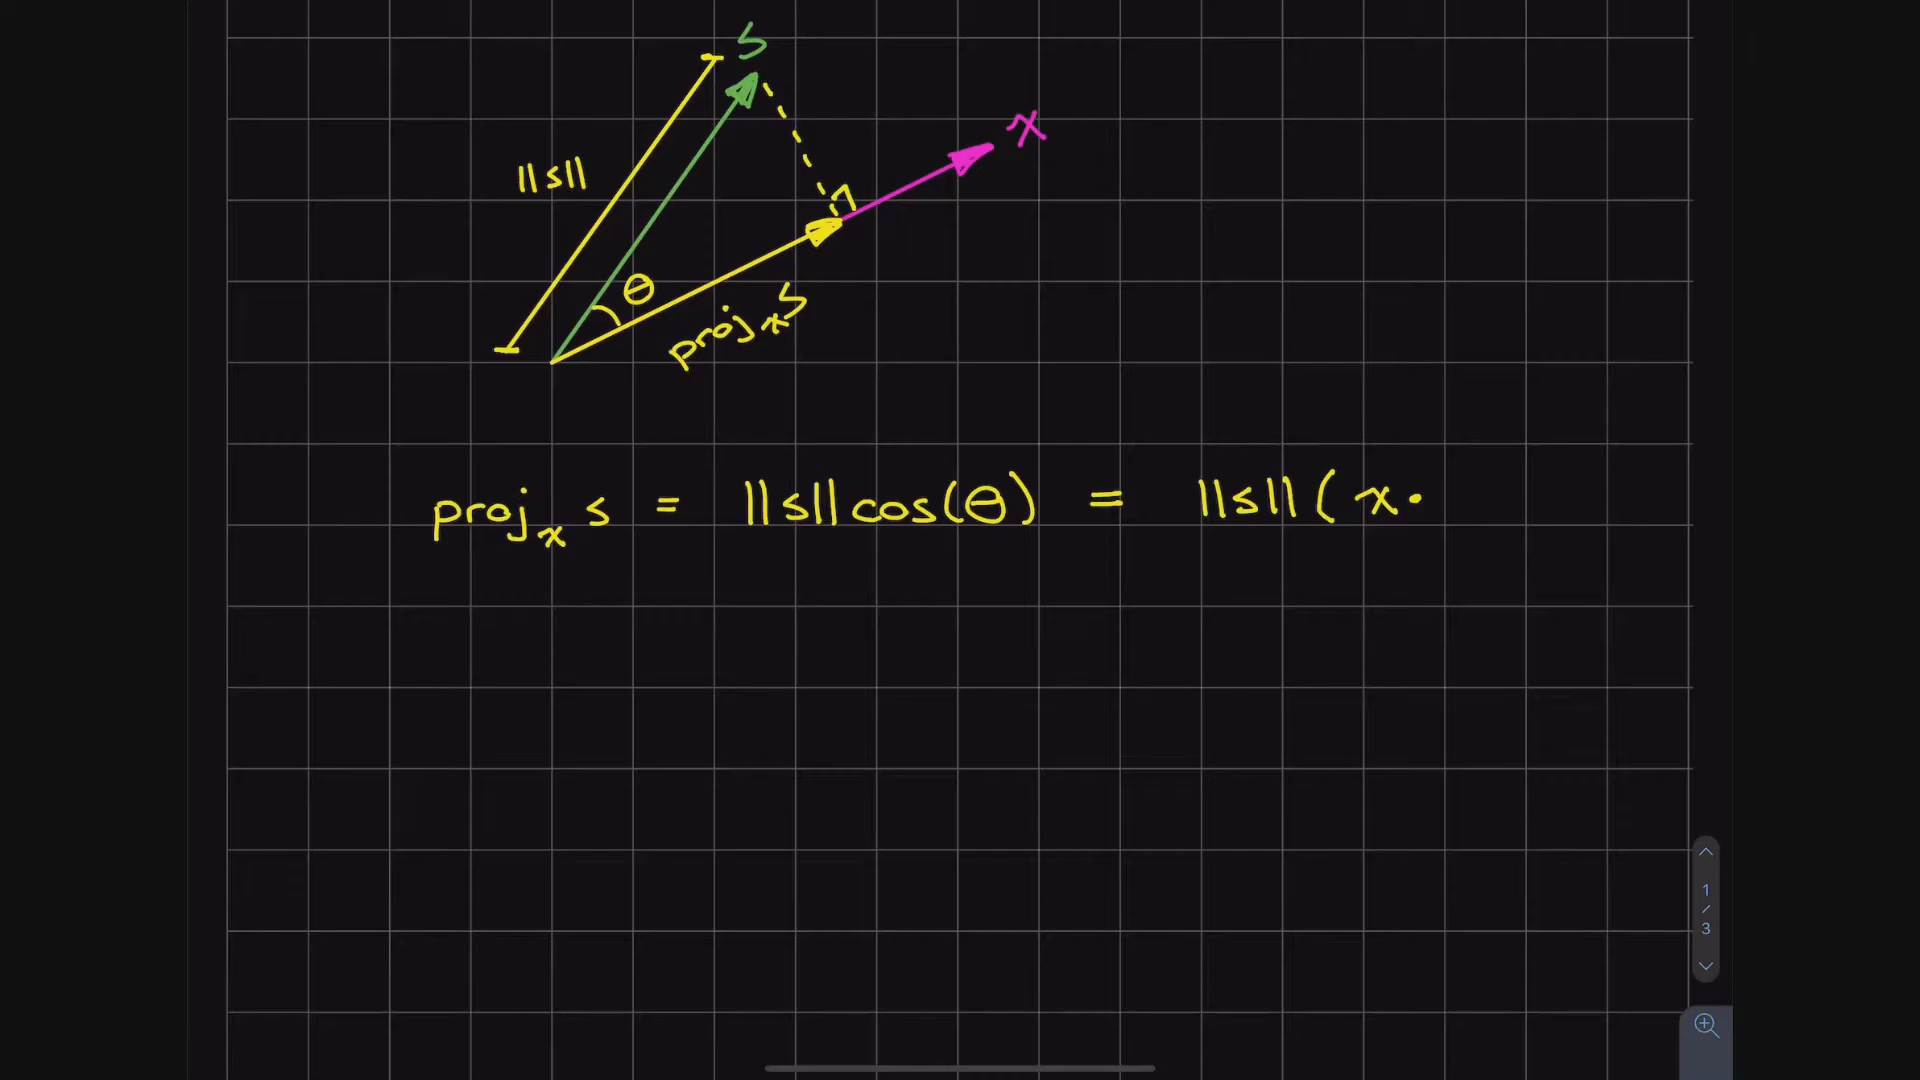 s
x
||s||
θ
proj_x s
proj_x s = ||s|| cos(θ) = ||s|| ( x ·
1
/
3